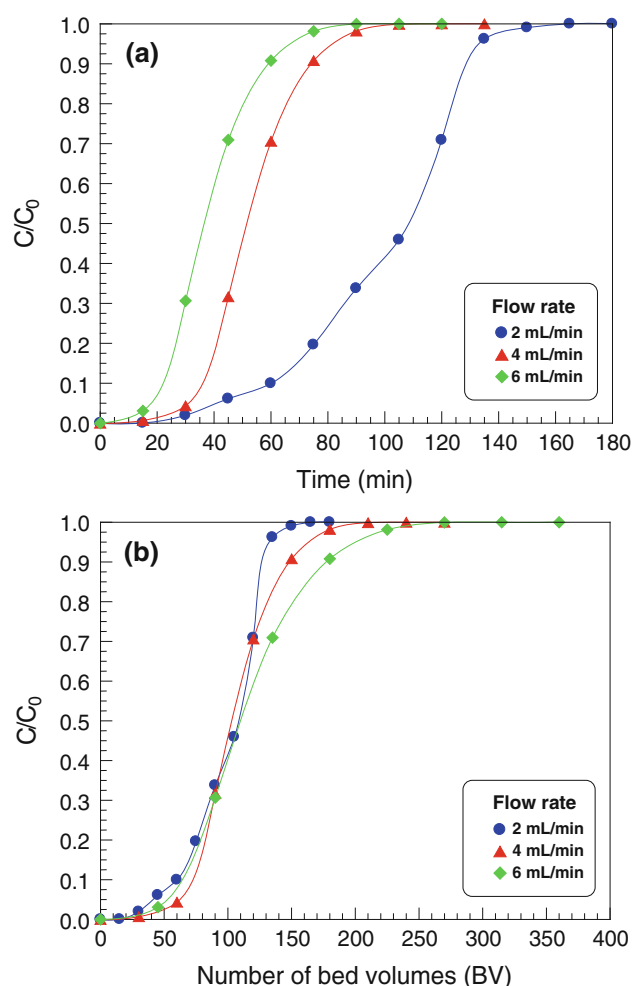 (a)
C/C0
1.0
0.9
0.8
0.7
0.6
0.5
0.4
0.3
0.2
0.1
0.0
Flow rate
2 mL/min
4 mL/min
6 mL/min
0 20 40 60 80 100 120 140 160 180
Time (min)
(b)
C/C0
1.0
0.9
0.8
0.7
0.6
0.5
0.4
0.3
0.2
0.1
0.0
Flow rate
2 mL/min
4 mL/min
6 mL/min
0 50 100 150 200 250 300 350 400
Number of bed volumes (BV)